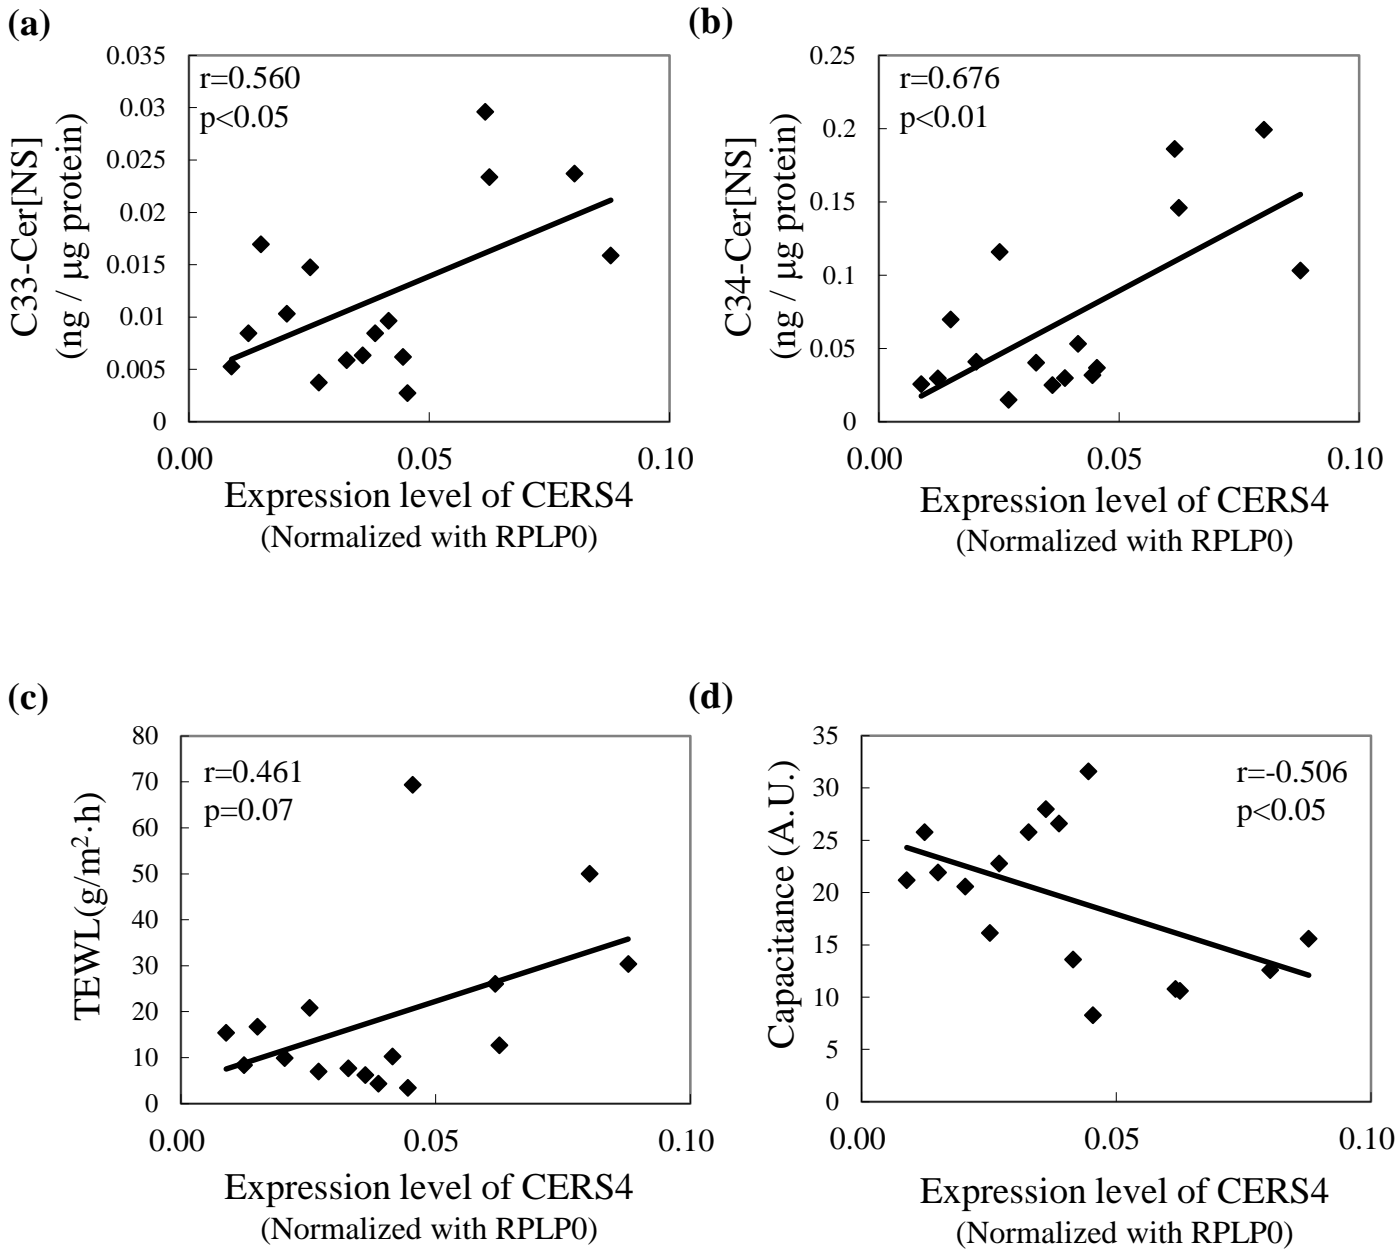 (a)
r=0.560
p<0.05
C33-Cer[NS]
(ng / μg protein)
0.035
0.03
0.025
0.02
0.015
0.01
0.005
0
0.00 0.05 0.10
Expression level of CERS4
(Normalized with RPLP0)
(b)
r=0.676
p<0.01
C34-Cer[NS]
(ng / μg protein)
0.25
0.2
0.15
0.1
0.05
0
0.00 0.05 0.10
Expression level of CERS4
(Normalized with RPLP0)
(c)
r=0.461
p=0.07
TEWL(g/m²·h)
80
70
60
50
40
30
20
10
0
0.00 0.05 0.10
Expression level of CERS4
(Normalized with RPLP0)
(d)
r=-0.506
p<0.05
Capacitance (A.U.)
35
30
25
20
15
10
5
0
0.00 0.05 0.10
Expression level of CERS4
(Normalized with RPLP0)